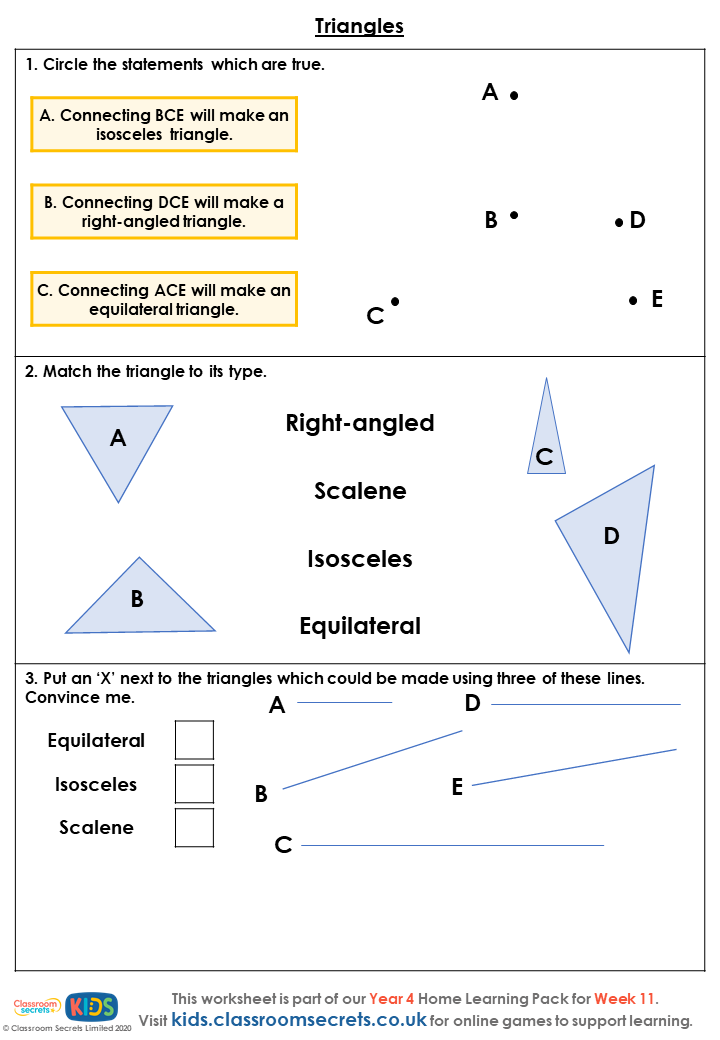 Triangles
1. Circle the statements which are true.
A. Connecting BCE will make an
isosceles triangle.
B. Connecting DCE will make a
right-angled triangle.
C. Connecting ACE will make an
equilateral triangle.
A
B
D
C
E
2. Match the triangle to its type.
A
B
Right-angled
Scalene
Isosceles
Equilateral
C
D
3. Put an ‘X’ next to the triangles which could be made using three of these lines.
Convince me.
Equilateral
Isosceles
Scalene
A
D
B
E
C
Classroom
secrets
KIDS
© Classroom Secrets Limited 2020
This worksheet is part of our Year 4 Home Learning Pack for Week 11.
Visit kids.classroomsecrets.co.uk for online games to support learning.